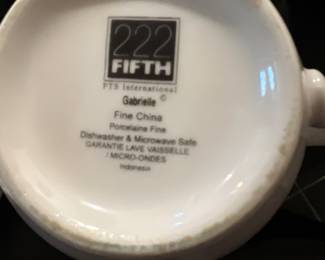 222
FIFTH
PTS International
Gabrielle ©
Fine China
Porcelaine Fine
Dishwasher & Microwave Safe
GARANTIE LAVE VAISSELLE
/ MICRO-ONDES
Indonesia